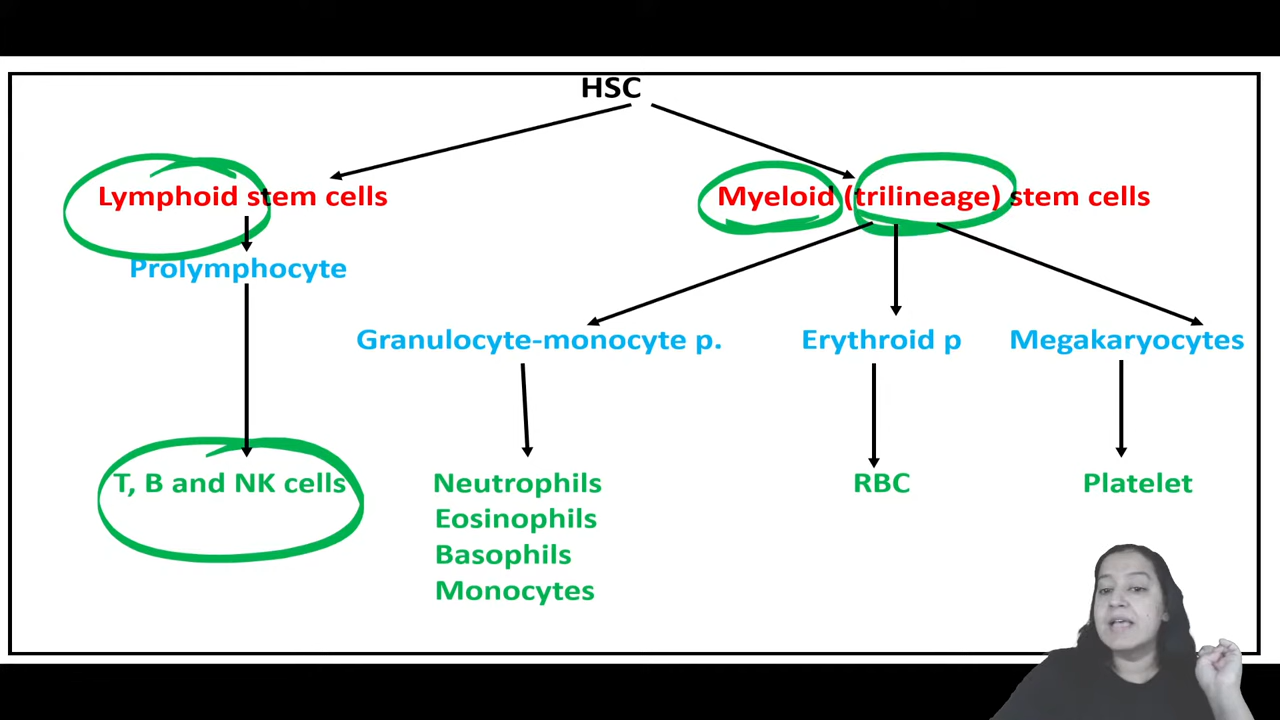 HSC
Lymphoid stem cells
Myeloid (trilineage) stem cells
Prolymphocyte
Granulocyte-monocyte p.
Erythroid p
Megakaryocytes
T, B and NK cells
Neutrophils
Eosinophils
Basophils
Monocytes
RBC
Platelet